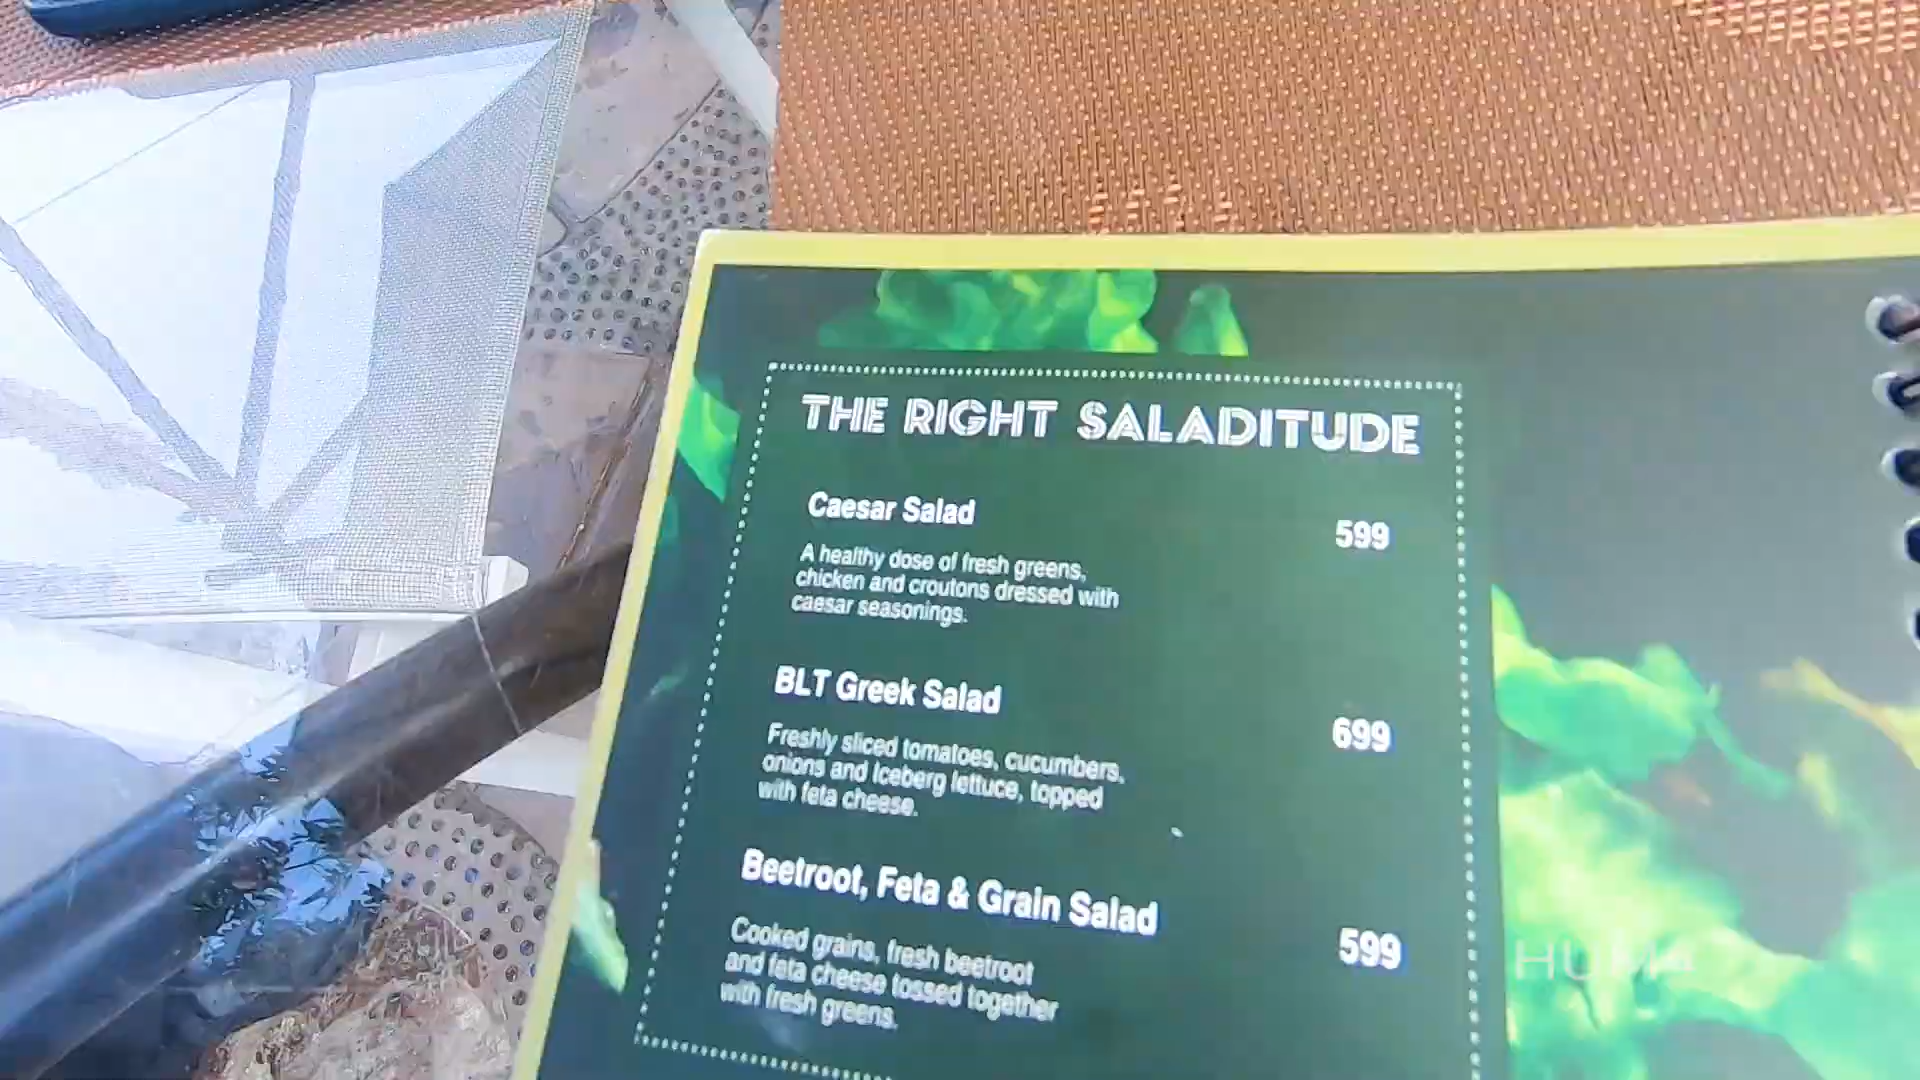 THE RIGHT SALADITUDE
Caesar Salad
599
A healthy dose of fresh greens,
chicken and croutons dressed with
caesar seasonings.
BLT Greek Salad
699
Freshly sliced tomatoes, cucumbers,
onions and Iceberg lettuce, topped
with feta cheese.
Beetroot, Feta & Grain Salad
599
Cooked grains, fresh beetroot
and feta cheese tossed together
with fresh greens.